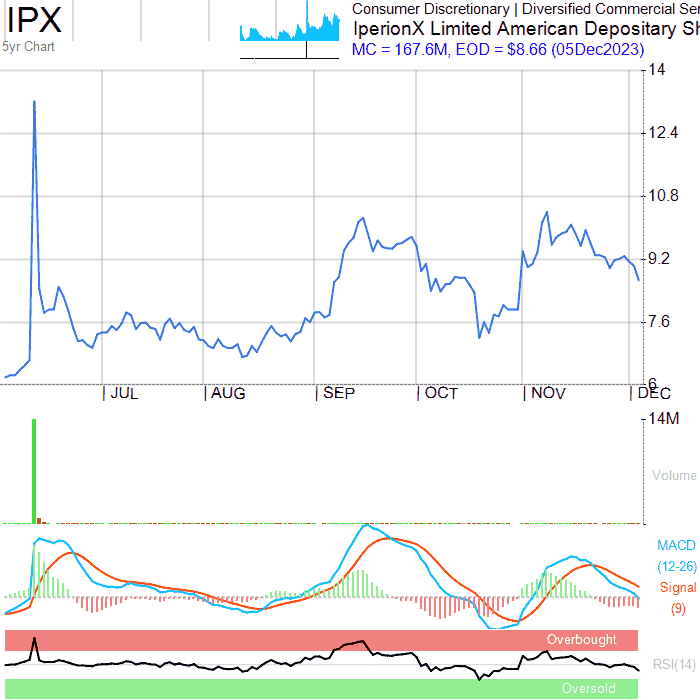 IPX
Consumer Discretionary | Diversified Commercial Ser
5yr Chart
IperionX Limited American Depositary Sh
MC = 167.6M, EOD = $8.66 (05Dec2023)
14
12.4
10.8
9.2
7.6
6
JUL
AUG
SEP
OCT
NOV
DEC
14M
Volume
MACD
(12-26)
Signal
(9)
Overbought
RSI(14)
Oversold